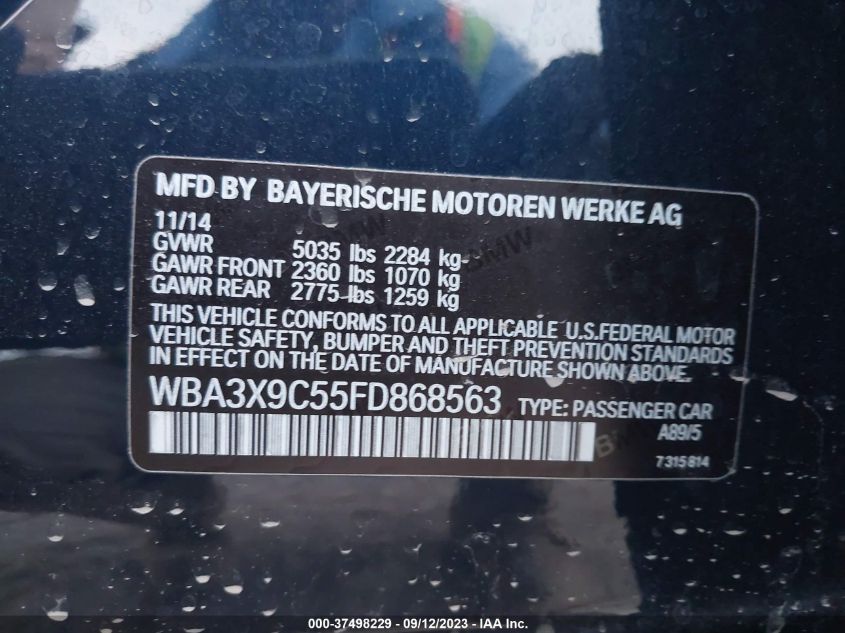 MFD BY BAYERISCHE MOTOREN WERKE AG
11/14
GVWR 5035 lbs 2284 kg
GAWR FRONT 2360 lbs 1070 kg
GAWR REAR 2775 lbs 1259 kg
THIS VEHICLE CONFORMS TO ALL APPLICABLE U.S.FEDERAL MOTOR
VEHICLE SAFETY, BUMPER AND THEFT PREVENTION STANDARDS
IN EFFECT ON THE DATE OF MANUFACTURE SHOWN ABOVE.
WBA3X9C55FD868563 TYPE: PASSENGER CAR
A89/5
7315814
BMW
BMW
000-37498229 - 09/12/2023 - IAA Inc.